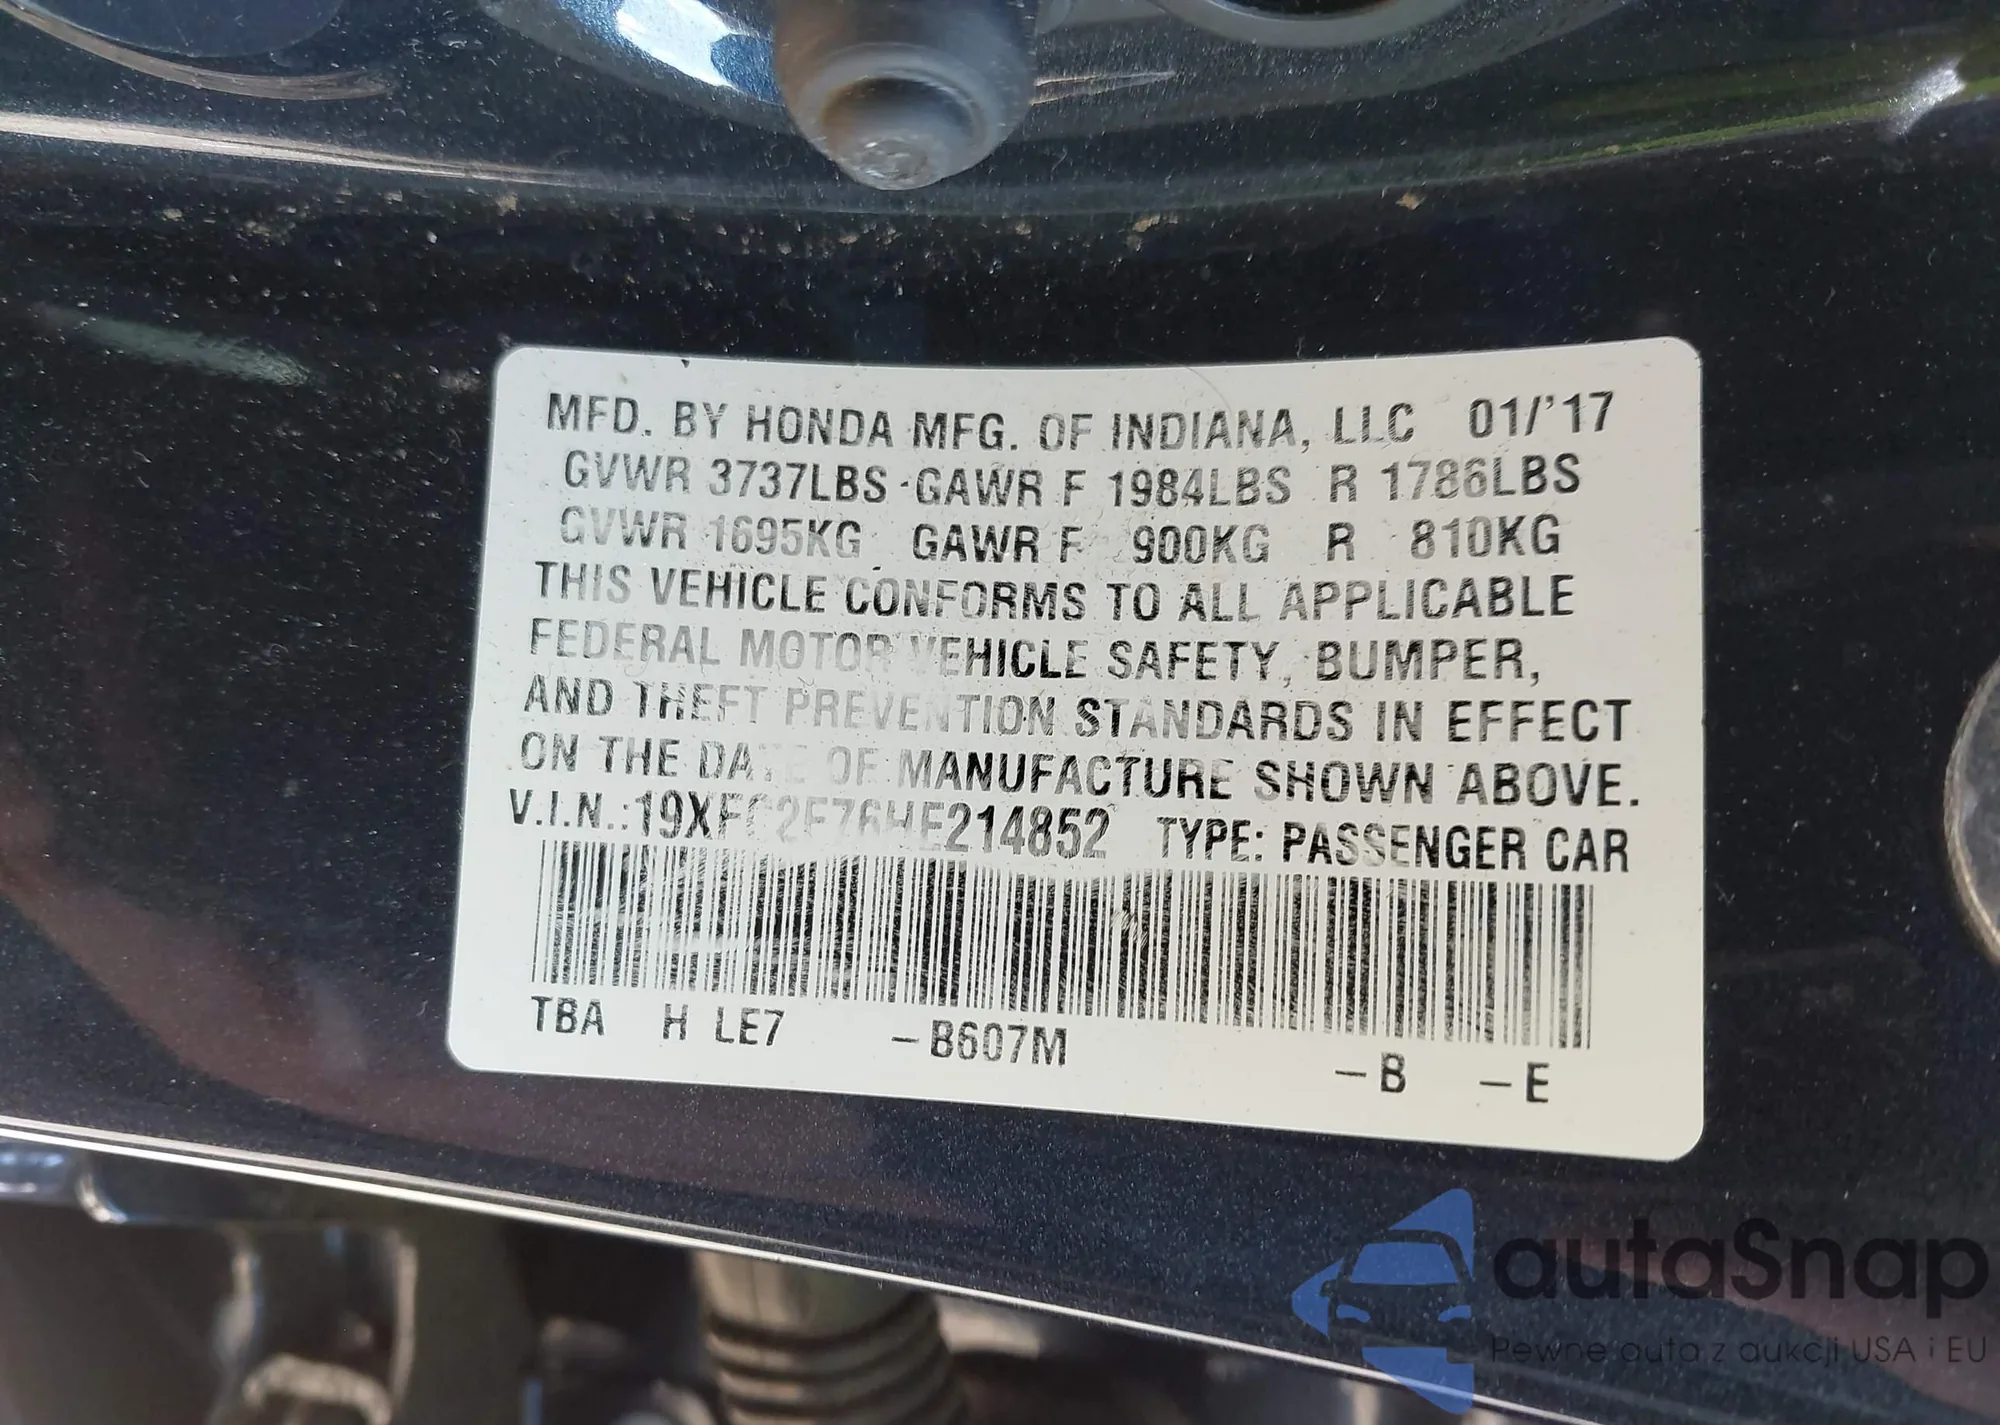 MFD. BY HONDA MFG. OF INDIANA, LLC 01/'17
GVWR 3737LBS GAWR F 1984LBS R 1786LBS
GVWR 1695KG GAWR F 900KG R 810KG
THIS VEHICLE CONFORMS TO ALL APPLICABLE
FEDERAL MOTOR VEHICLE SAFETY, BUMPER,
AND THEFT PREVENTION STANDARDS IN EFFECT
ON THE DATE OF MANUFACTURE SHOWN ABOVE.
V.I.N.: 19XFC2F76HE214852 TYPE: PASSENGER CAR
TBA H LE7 -B607M -B -E
autaSnap
Pewne auta z aukcji USA i EU